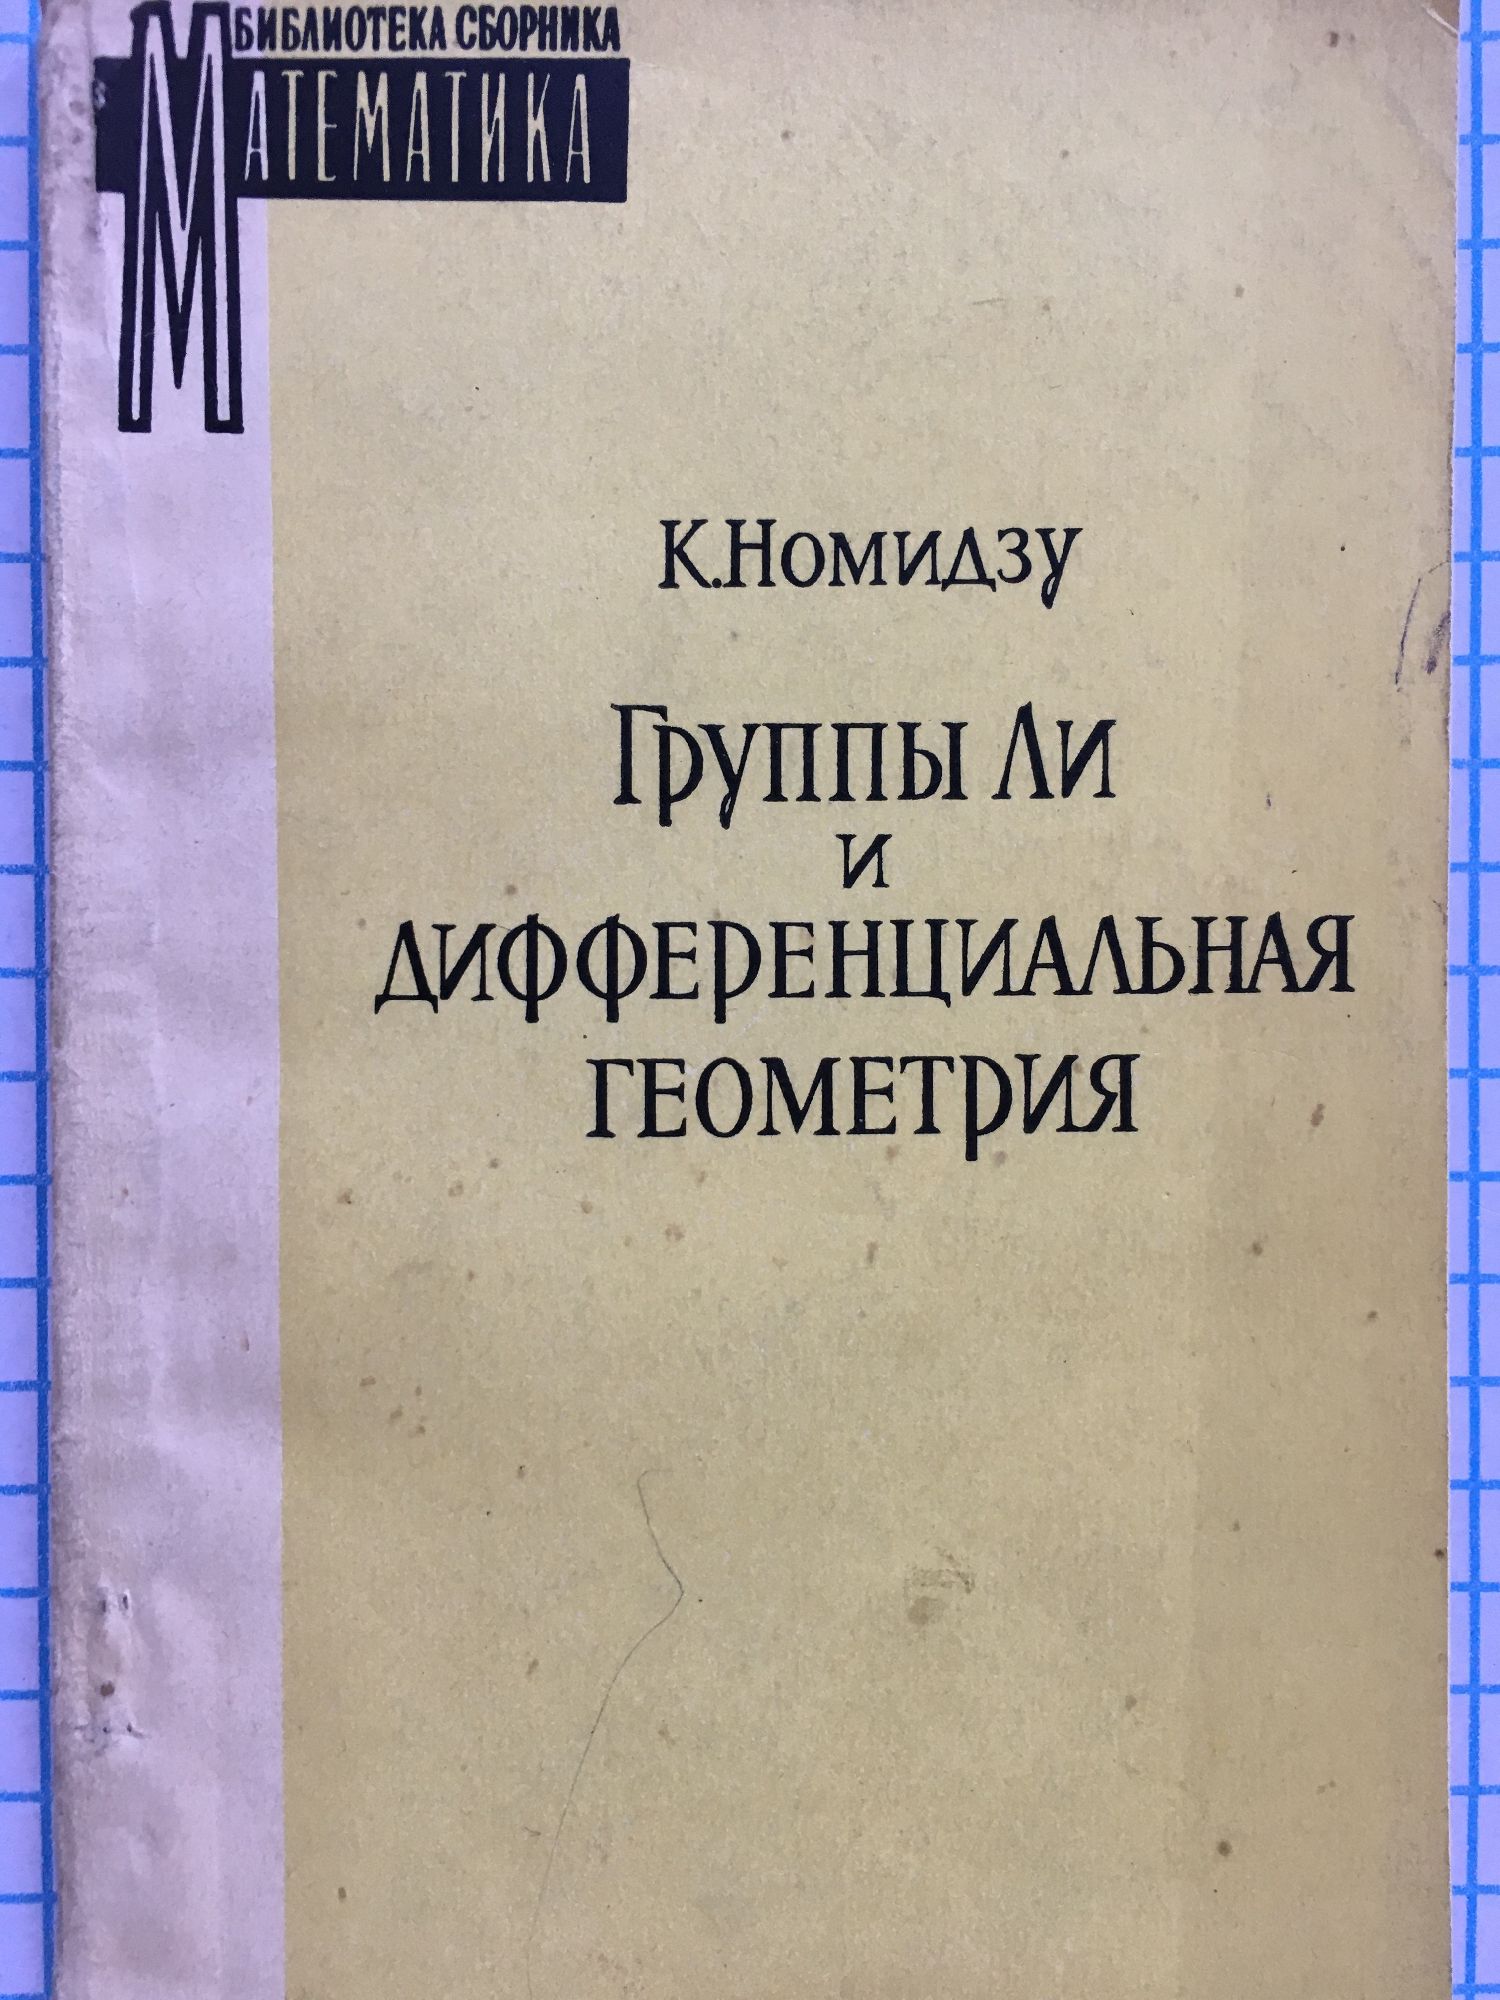 БИБЛИОТЕКА СБОРНИКА
МАТЕМАТИКА
К. Номидзу
Группы Ли
и
дифференциальная
геометрия